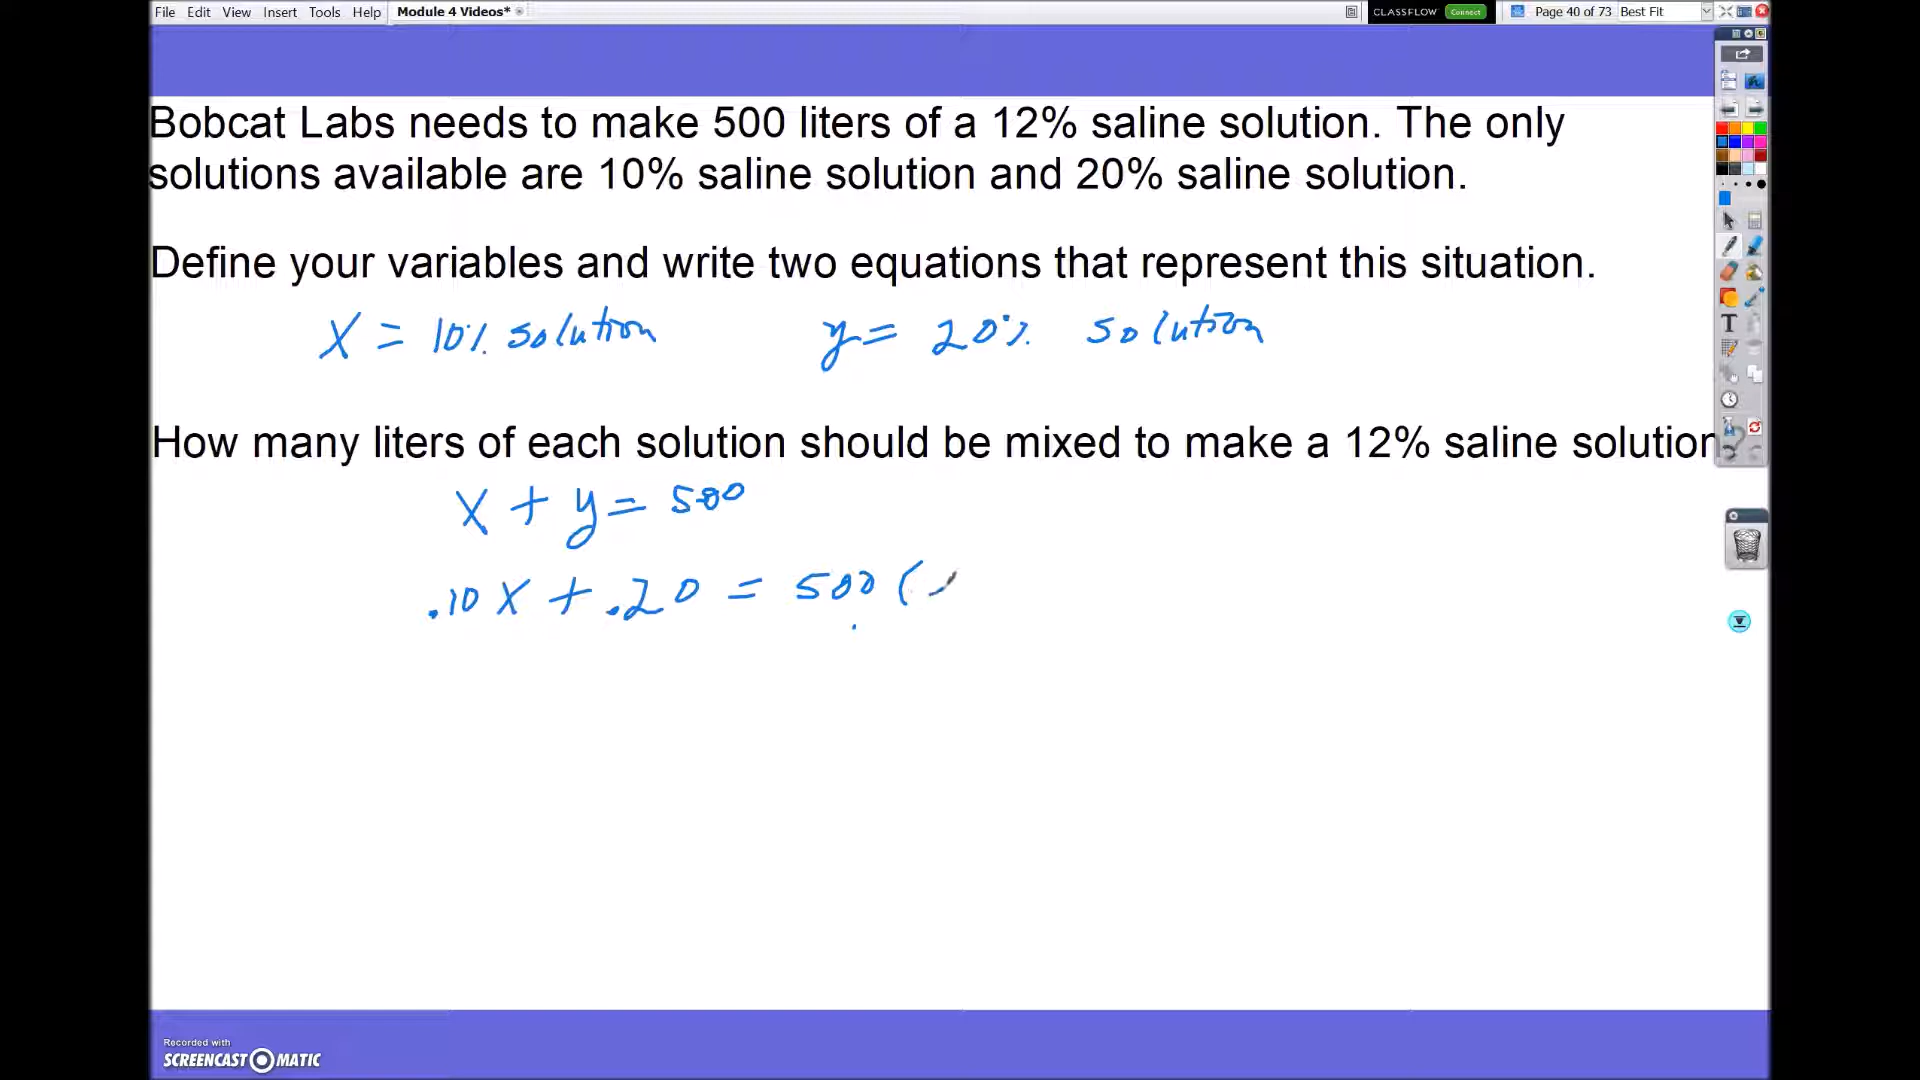 File Edit View Insert Tools Help Module 4 Videos* CLASSFLOW Connect Page 40 of 73 Best Fit
Bobcat Labs needs to make 500 liters of a 12% saline solution. The only
solutions available are 10% saline solution and 20% saline solution.
Define your variables and write two equations that represent this situation.
X = 10% solution y = 20% solution
How many liters of each solution should be mixed to make a 12% saline solution
X + y = 500
.10X + .20 = 500 (.
Recorded with
SCREENCAST MATIC